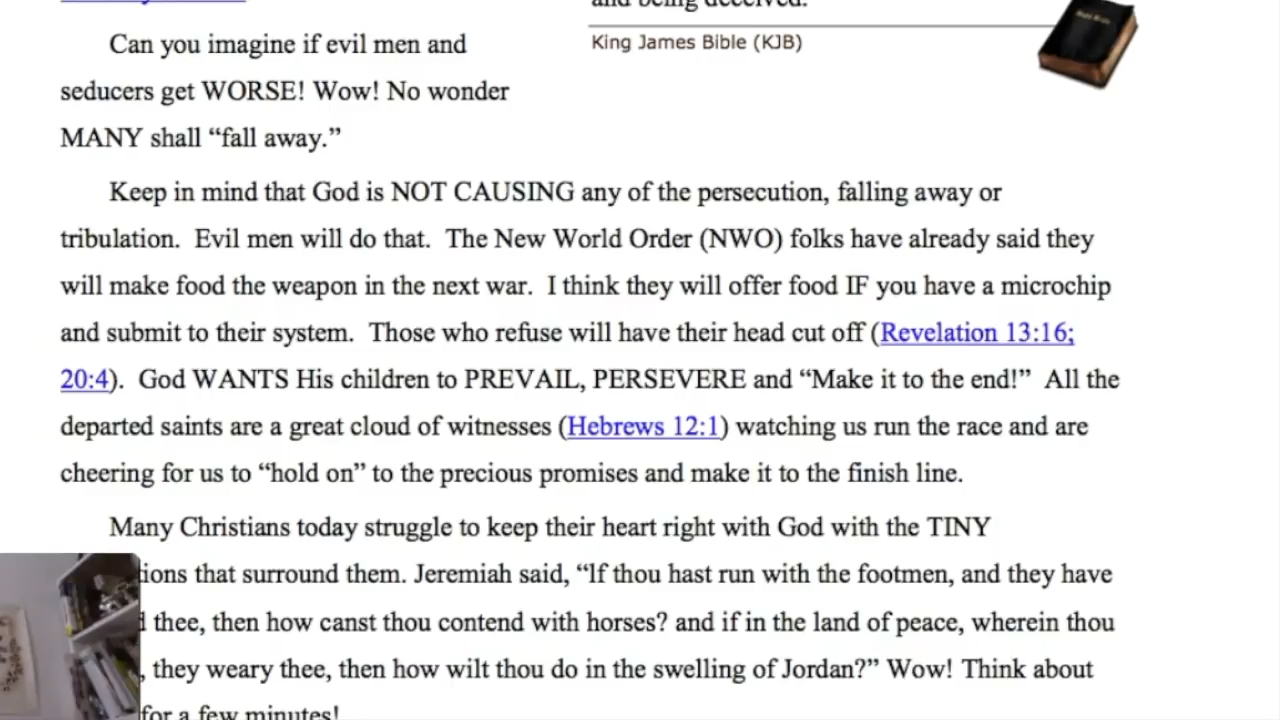 and being deceived.
King James Bible (KJB)
Can you imagine if evil men and
seducers get WORSE! Wow! No wonder
MANY shall “fall away.”
Keep in mind that God is NOT CAUSING any of the persecution, falling away or
tribulation. Evil men will do that. The New World Order (NWO) folks have already said they
will make food the weapon in the next war. I think they will offer food IF you have a microchip
and submit to their system. Those who refuse will have their head cut off (Revelation 13:16;
20:4). God WANTS His children to PREVAIL, PERSEVERE and “Make it to the end!” All the
departed saints are a great cloud of witnesses (Hebrews 12:1) watching us run the race and are
cheering for us to “hold on” to the precious promises and make it to the finish line.
Many Christians today struggle to keep their heart right with God with the TINY
ions that surround them. Jeremiah said, “If thou hast run with the footmen, and they have
thee, then how canst thou contend with horses? and if in the land of peace, wherein thou
, they weary thee, then how wilt thou do in the swelling of Jordan?” Wow! Think about
for a few minutes!